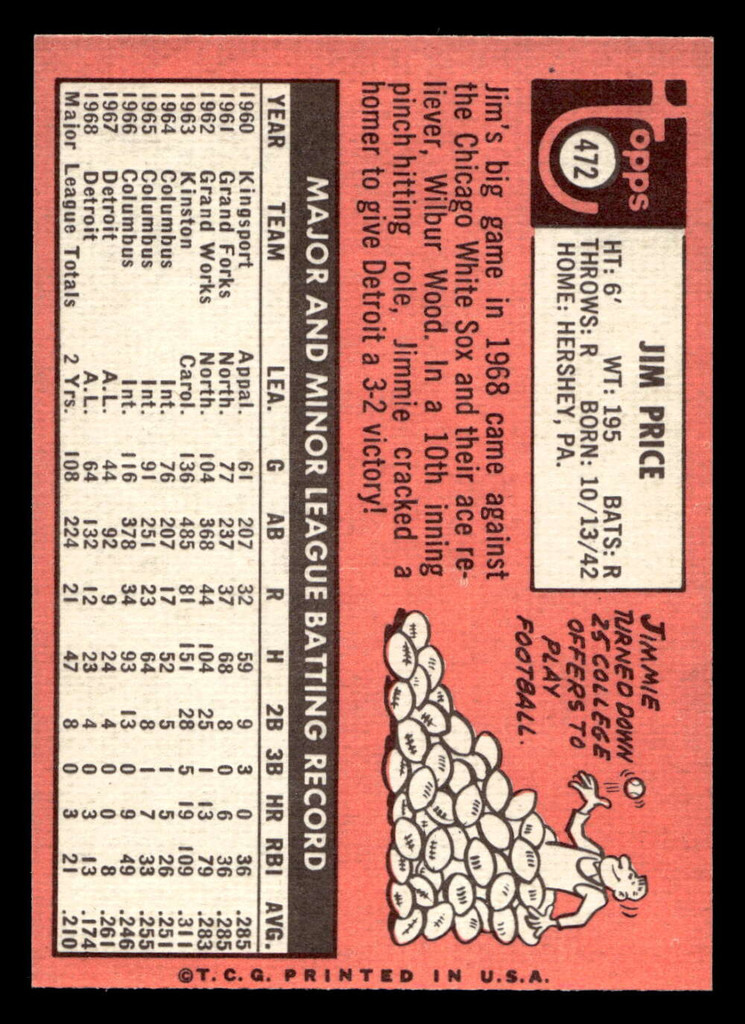 Topps
472
JIM PRICE
HT: 6' WT: 195 BATS: R
THROWS: R BORN: 10/13/42
HOME: HERSHEY, PA.
Jim's big game in 1968 came against
the Chicago White Sox and their ace re-
liever, Wilbur Wood. In a 10th inning
pinch hitting role, Jimmie cracked a
homer to give Detroit a 3-2 victory!
JIMMIE
TURNED DOWN
25 COLLEGE
OFFERS TO
PLAY
FOOTBALL.
MAJOR AND MINOR LEAGUE BATTING RECORD
YEAR TEAM LEA. G AB R H 2B 3B HR RBI AVG.
1960 Kingsport Appal. 61 207 32 59 9 3 0 36 .285
1961 Grand Forks North. 77 237 37 68 8 0 6 36 .285
1962 Grand Works North. 104 368 44 104 25 1 13 79 .283
1963 Kinston Carol. 136 485 81 151 28 5 19 109 .311
1964 Columbus Int. 76 207 17 52 5 1 5 26 .251
1965 Columbus Int. 91 251 23 64 8 1 7 33 .255
1966 Columbus Int. 116 378 34 93 13 0 9 49 .246
1967 Detroit A.L. 44 92 9 24 4 0 0 8 .261
1968 Detroit A.L. 64 132 12 23 4 0 3 13 .174
Major League Totals 2 Yrs. 108 224 21 47 8 0 3 21 .210
©T.C.G. PRINTED IN U.S.A.